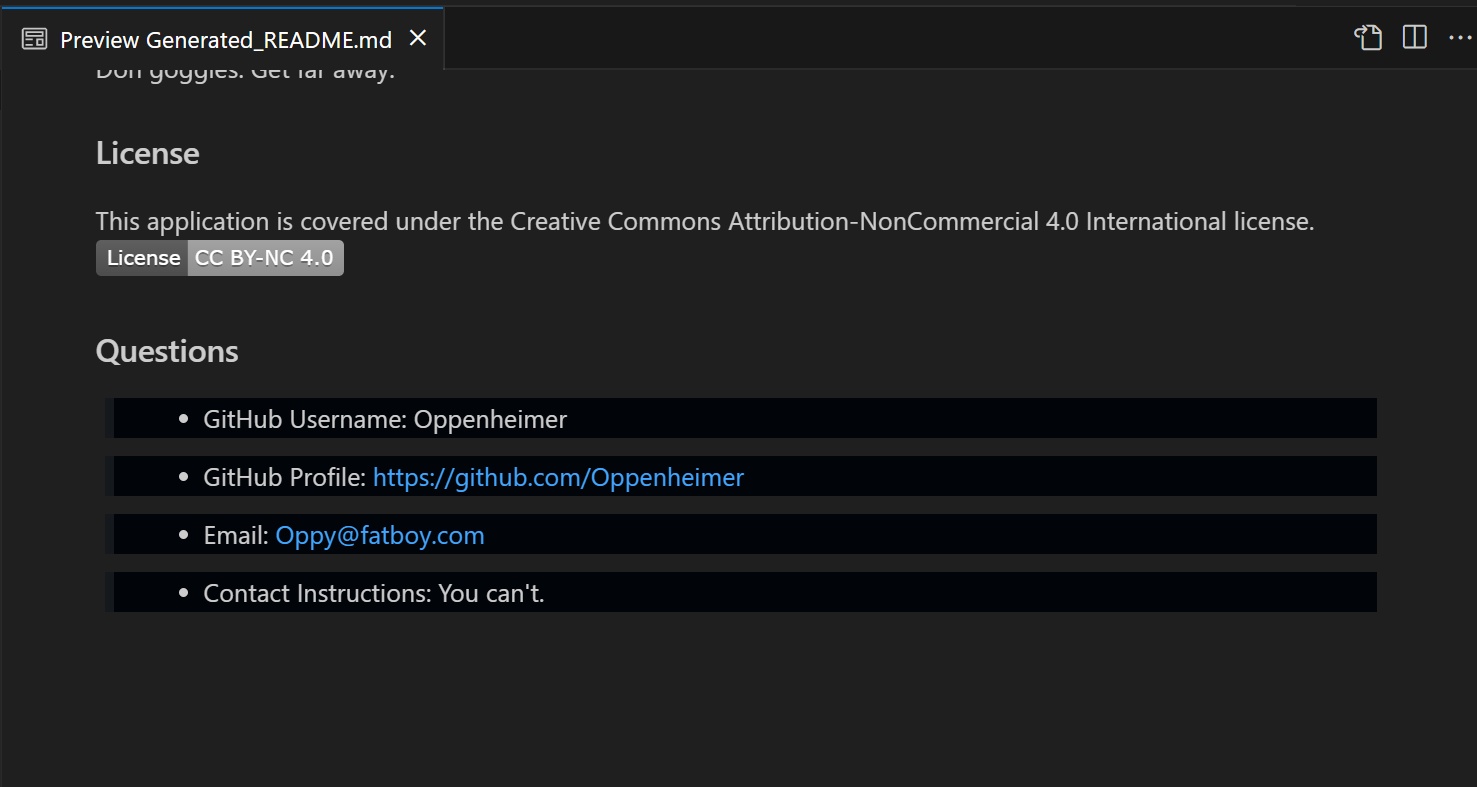 Preview Generated_README.md
Don goggles. Get far away.
License
This application is covered under the Creative Commons Attribution-NonCommercial 4.0 International license.
License CC BY-NC 4.0
Questions
• GitHub Username: Oppenheimer
• GitHub Profile: https://github.com/Oppenheimer
• Email: Oppy@fatboy.com
• Contact Instructions: You can't.